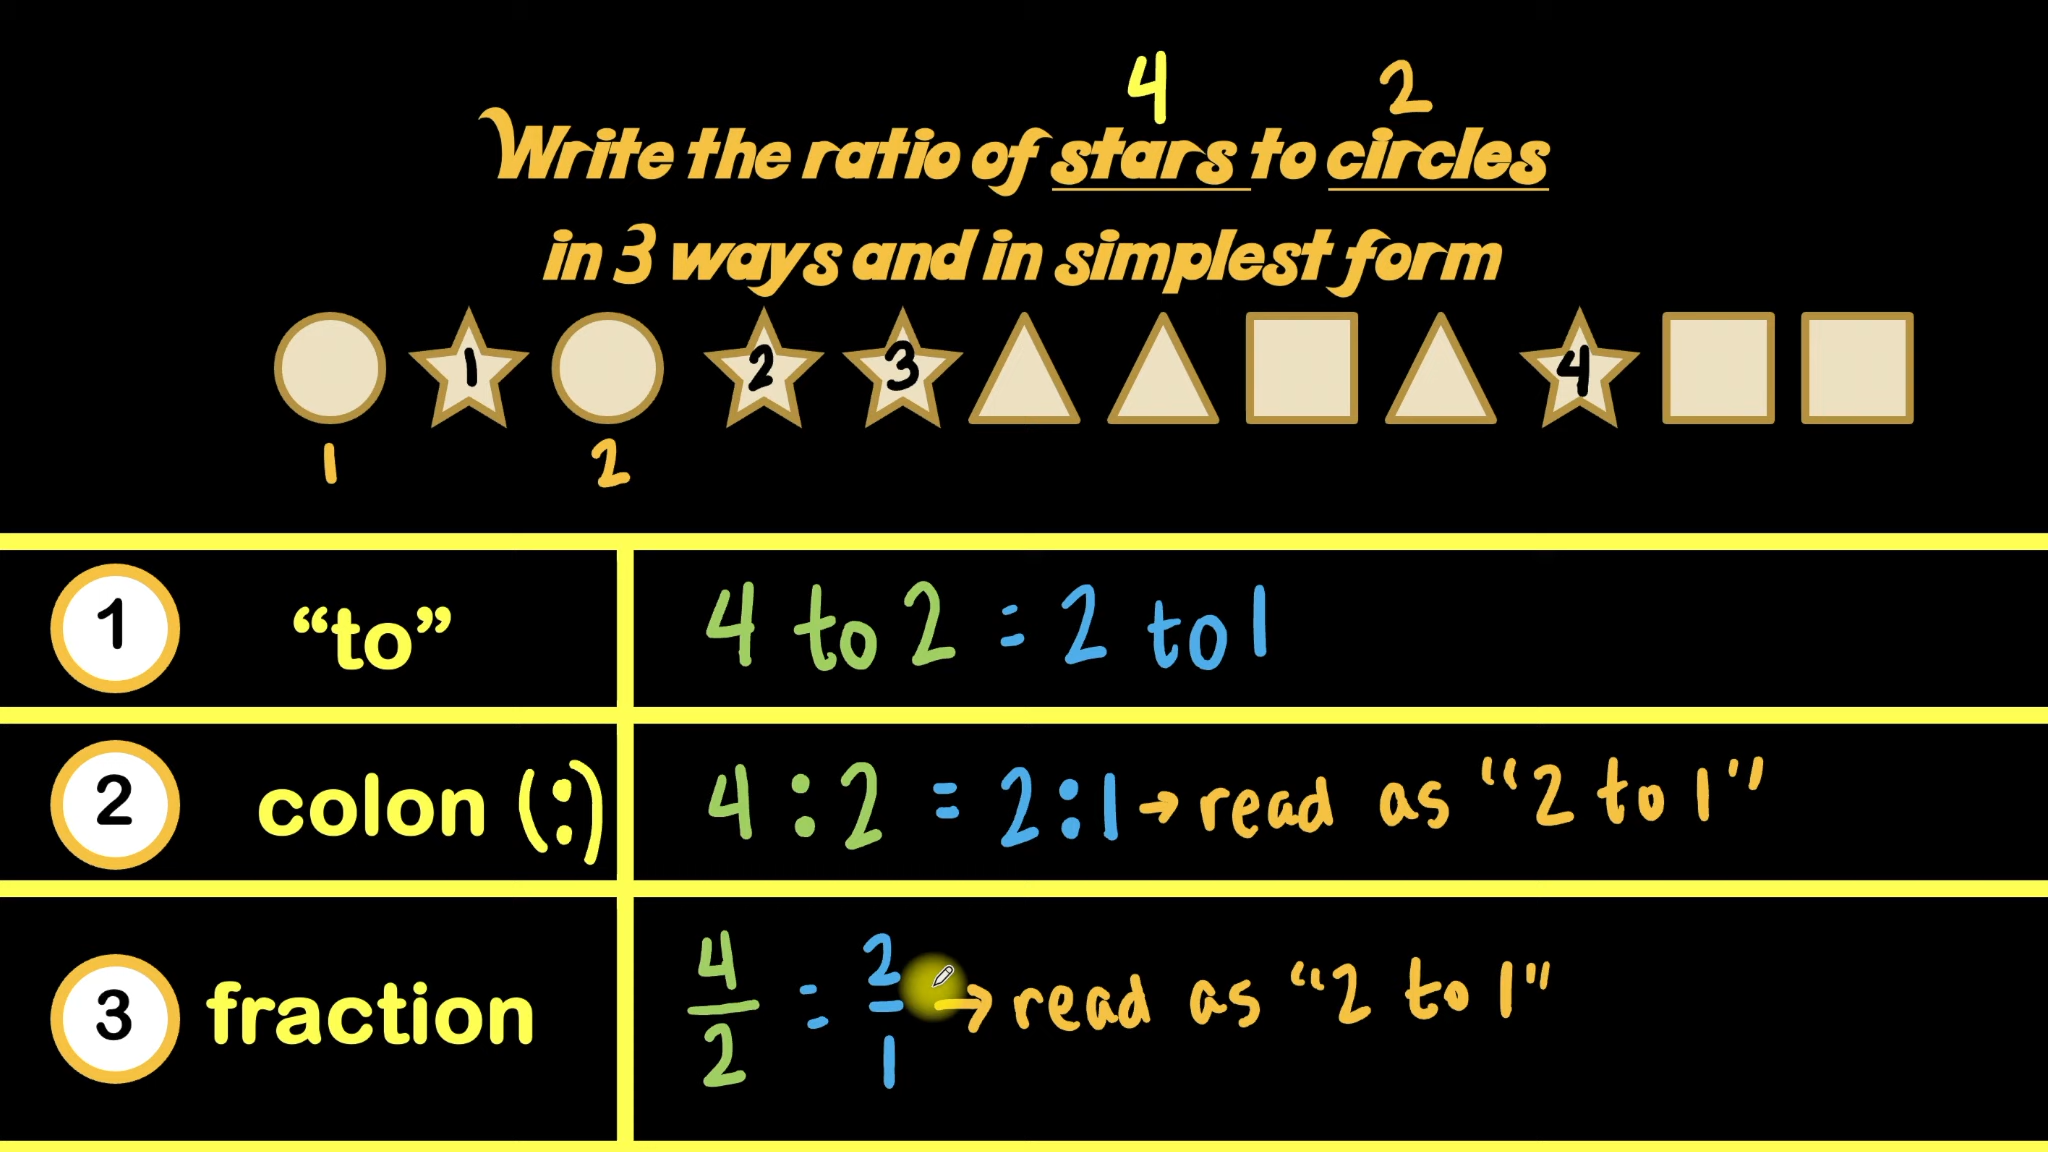 4 2
Write the ratio of stars to circles
in 3 ways and in simplest form
1 2 3 4
1 2
1 “to” 4 to 2 = 2 to 1
2 colon (:) 4 : 2 = 2 : 1 → read as “2 to 1”
3 fraction 4/2 = 2/1 → read as “2 to 1”